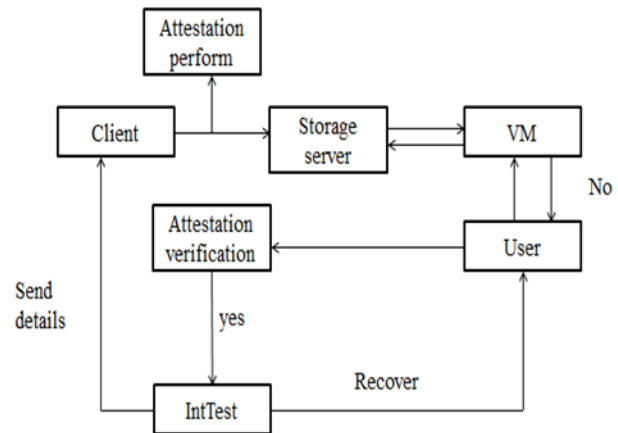 Attestation
perform
Client
Storage
server
VM
No
Attestation
verification
User
Send
details
yes
Recover
IntTest